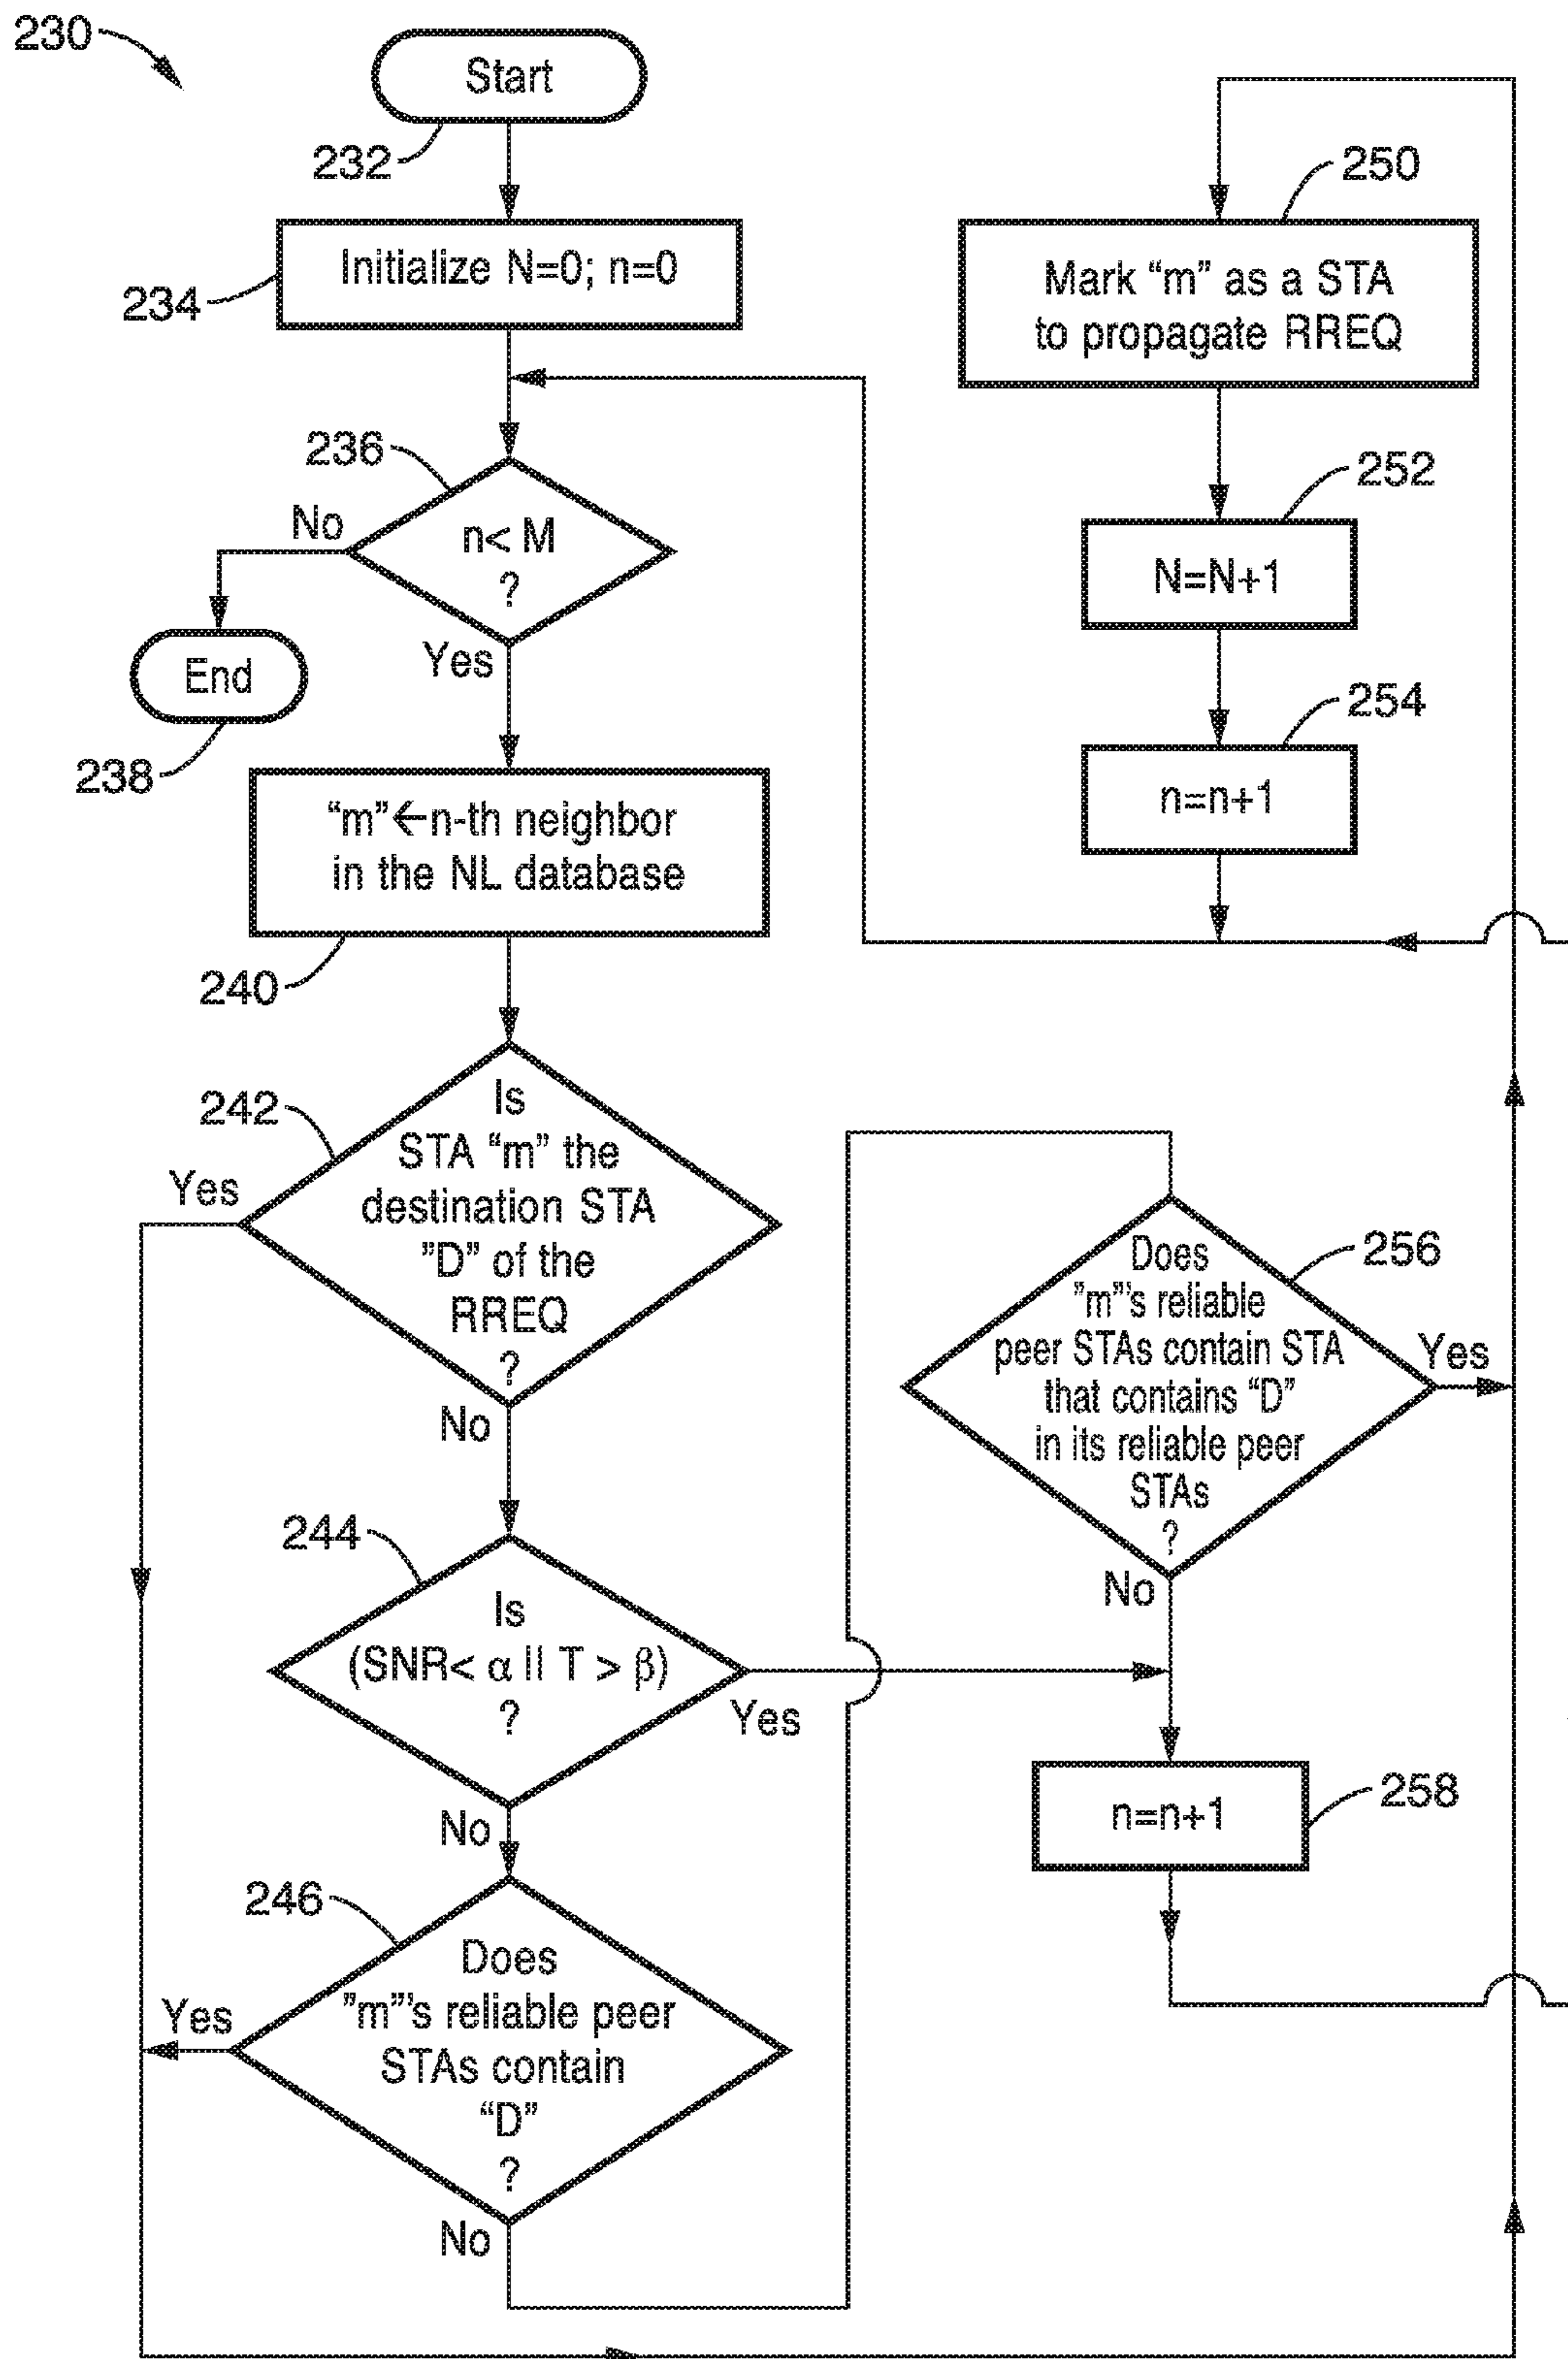 230
Start
232
Initialize N=0; n=0
234
236
No
n< M
?
Yes
End
238
“m”←n-th neighbor
in the NL database
240
242
Is
STA “m” the
destination STA
”D” of the
RREQ
?
Yes
No
244
Is
(SNR< α || T > β)
?
Yes
No
246
Does
”m”’s reliable peer
STAs contain
“D”
?
Yes
No
250
Mark “m” as a STA
to propagate RREQ
252
N=N+1
254
n=n+1
256
Does
”m”’s reliable
peer STAs contain STA
that contains “D”
in its reliable peer
STAs
?
Yes
No
258
n=n+1